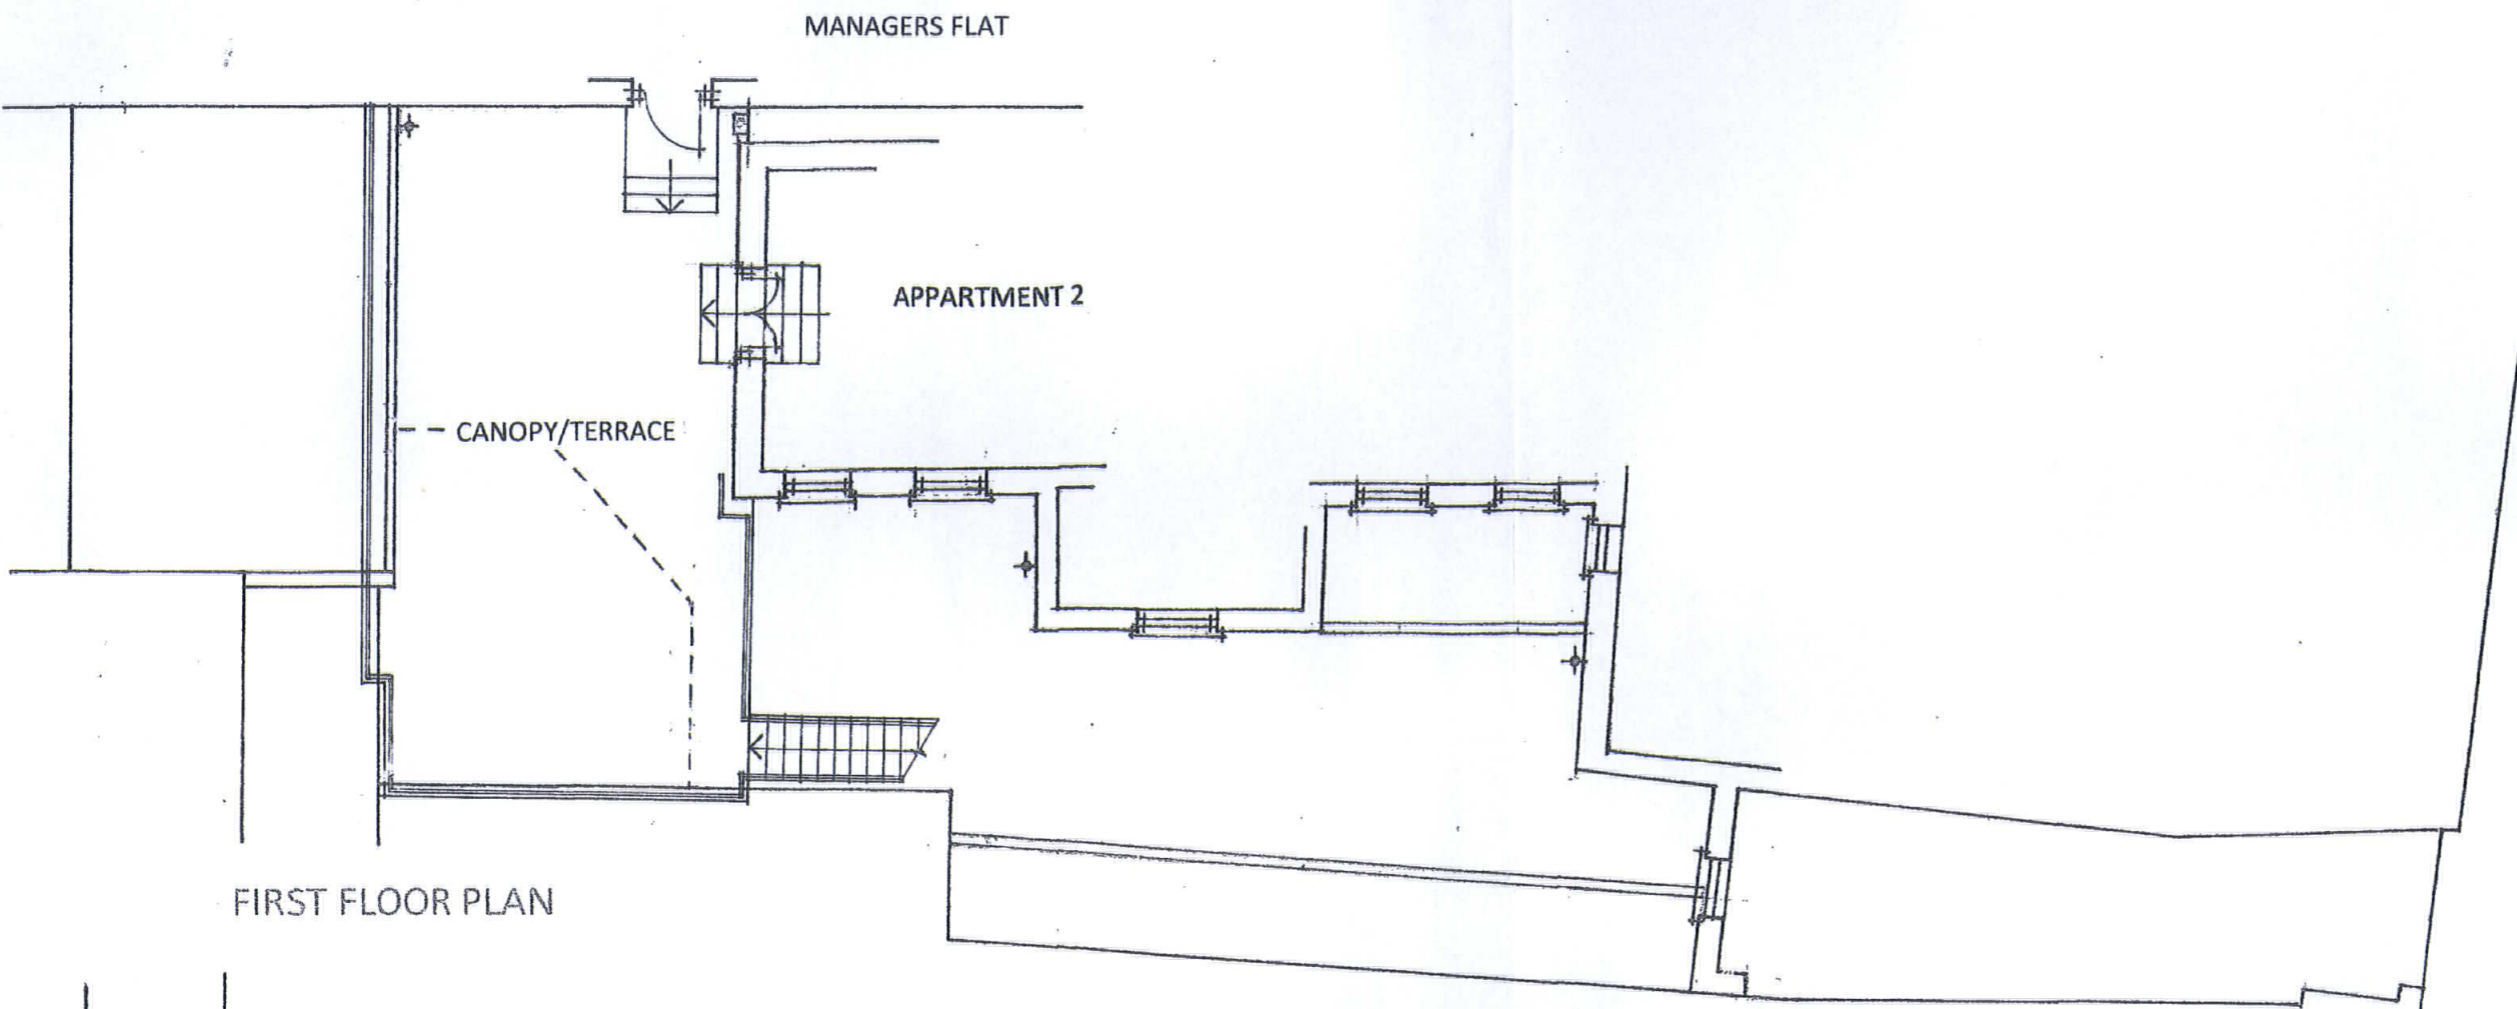 MANAGERS FLAT
APPARTMENT 2
CANOPY/TERRACE
FIRST FLOOR PLAN